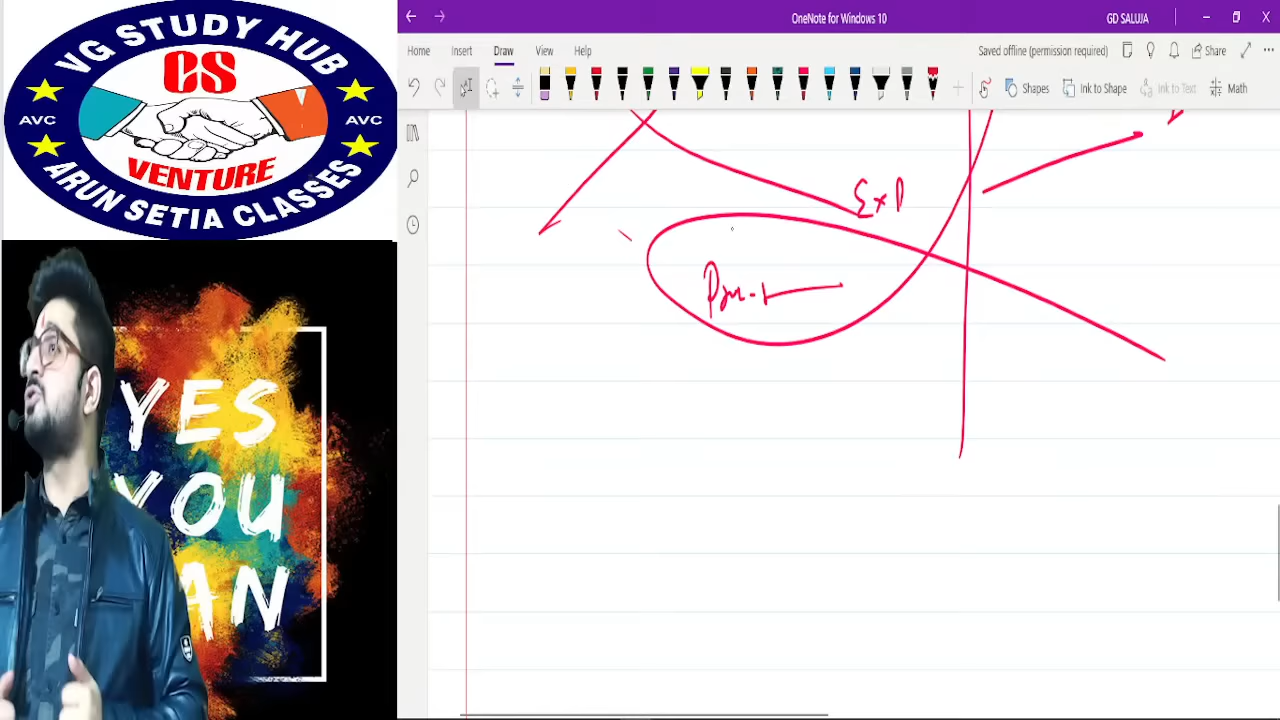 VG STUDY HUB
CS
AVC
AVC
VENTURE
ARUN SETIA CLASSES
YES
YOU
AN
OneNote for Windows 10
GD SALUJA
Home Insert Draw View Help
Saved offline (permission required)
Share
Shapes
Ink to Shape
Ink to Text
Math
Exp